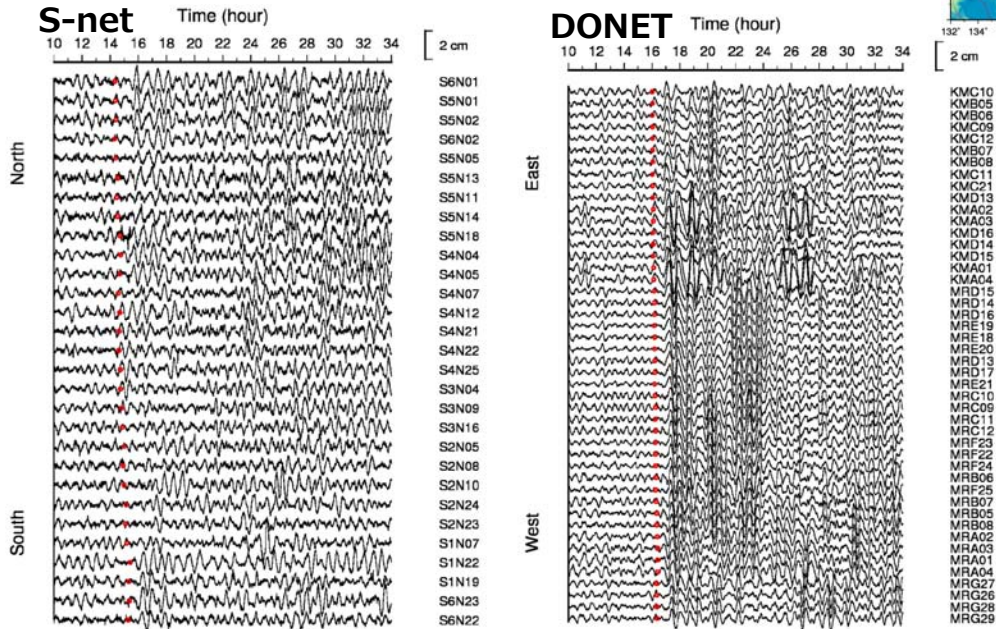 S-net
Time (hour)
10 12 14 16 18 20 22 24 26 28 30 32 34
2 cm
North
South
S6N01
S5N01
S5N02
S6N02
S5N05
S5N13
S5N11
S5N14
S5N18
S4N04
S4N05
S4N07
S4N12
S4N21
S4N22
S4N25
S3N04
S3N09
S3N16
S2N05
S2N08
S2N10
S2N24
S2N23
S1N07
S1N22
S1N19
S6N23
S6N22
DONET
Time (hour)
10 12 14 16 18 20 22 24 26 28 30 32 34
132° 134°
2 cm
East
West
KMC10
KMB05
KMB06
KMC09
KMC12
KMB07
KMB08
KMC11
KMC21
KMD13
KMA02
KMA03
KMD16
KMD14
KMD15
KMA01
KMA04
MRD15
MRD14
MRD16
MRE19
MRE18
MRE20
MRD13
MRD17
MRE21
MRC10
MRC09
MRC11
MRC12
MRF23
MRF22
MRF24
MRB06
MRF25
MRB07
MRB05
MRB08
MRA02
MRA03
MRA01
MRA04
MRG27
MRG26
MRG28
MRG29